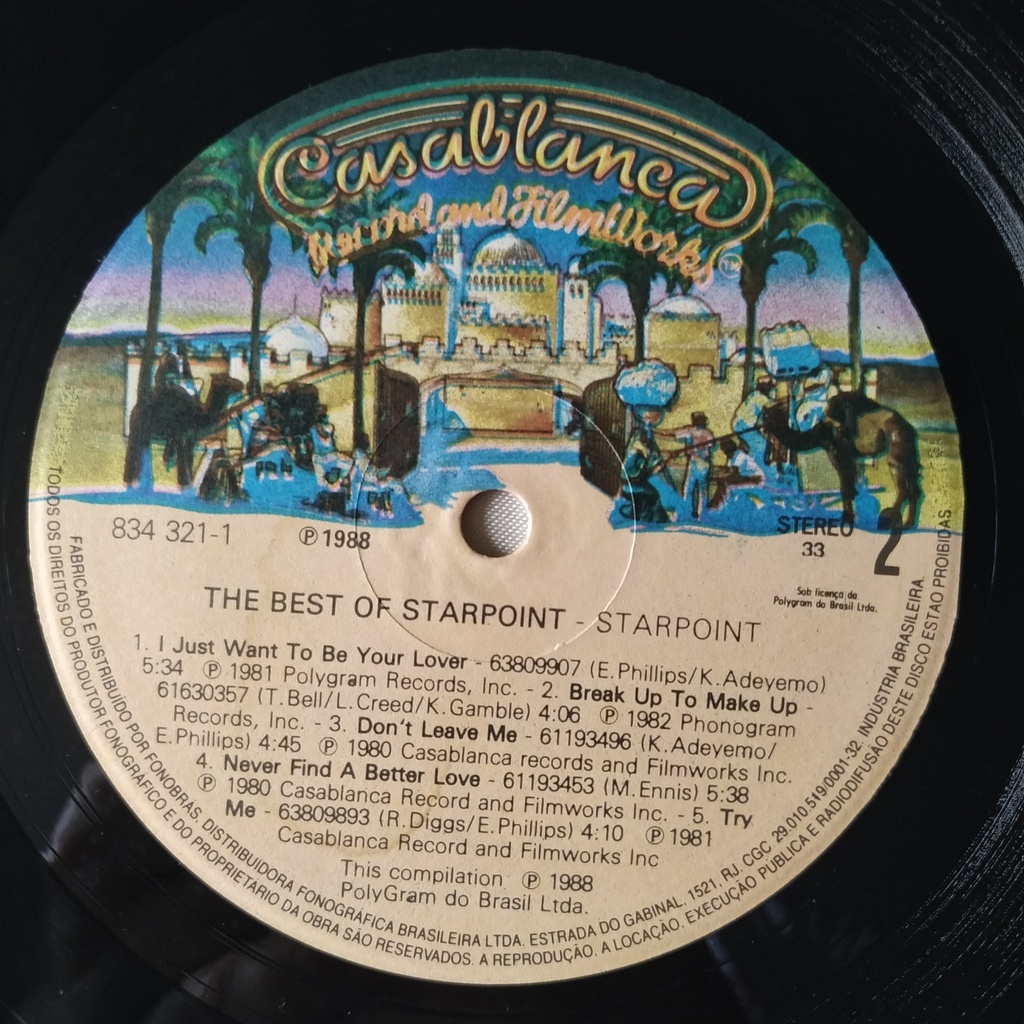 Casablanca
Record and FilmWorks
TM
834 321-1
℗ 1988
STEREO
33
2
Sob licença da
Polygram do Brasil Ltda.
THE BEST OF STARPOINT - STARPOINT
1. I Just Want To Be Your Lover - 63809907 (E.Phillips/K.Adeyemo)
5:34 ℗ 1981 Polygram Records, Inc. - 2. Break Up To Make Up -
61630357 (T.Bell/L.Creed/K.Gamble) 4:06 ℗ 1982 Phonogram
Records, Inc. - 3. Don't Leave Me - 61193496 (K.Adeyemo/
E.Phillips) 4:45 ℗ 1980 Casablanca records and Filmworks Inc.
4. Never Find A Better Love - 61193453 (M.Ennis) 5:38
℗ 1980 Casablanca Record and Filmworks Inc. - 5. Try
Me - 63809893 (R.Diggs/E.Phillips) 4:10 ℗ 1981
Casablanca Record and Filmworks Inc
This compilation ℗ 1988
PolyGram do Brasil Ltda.
FABRICADO E DISTRIBUÍDO POR FONOBRAS, DISTRIBUIDORA FONOGRÁFICA BRASILEIRA LTDA. ESTRADA DO GABINAL, 1521, RJ. CGC 29.010.519/0001-32. INDÚSTRIA BRASILEIRA.
TODOS OS DIREITOS DO PRODUTOR FONOGRÁFICO E DO PROPRIETÁRIO DA OBRA SÃO RESERVADOS. A REPRODUÇÃO, A LOCAÇÃO, EXECUÇÃO PÚBLICA E RADIODIFUSÃO DESTE DISCO ESTÃO PROIBIDAS.